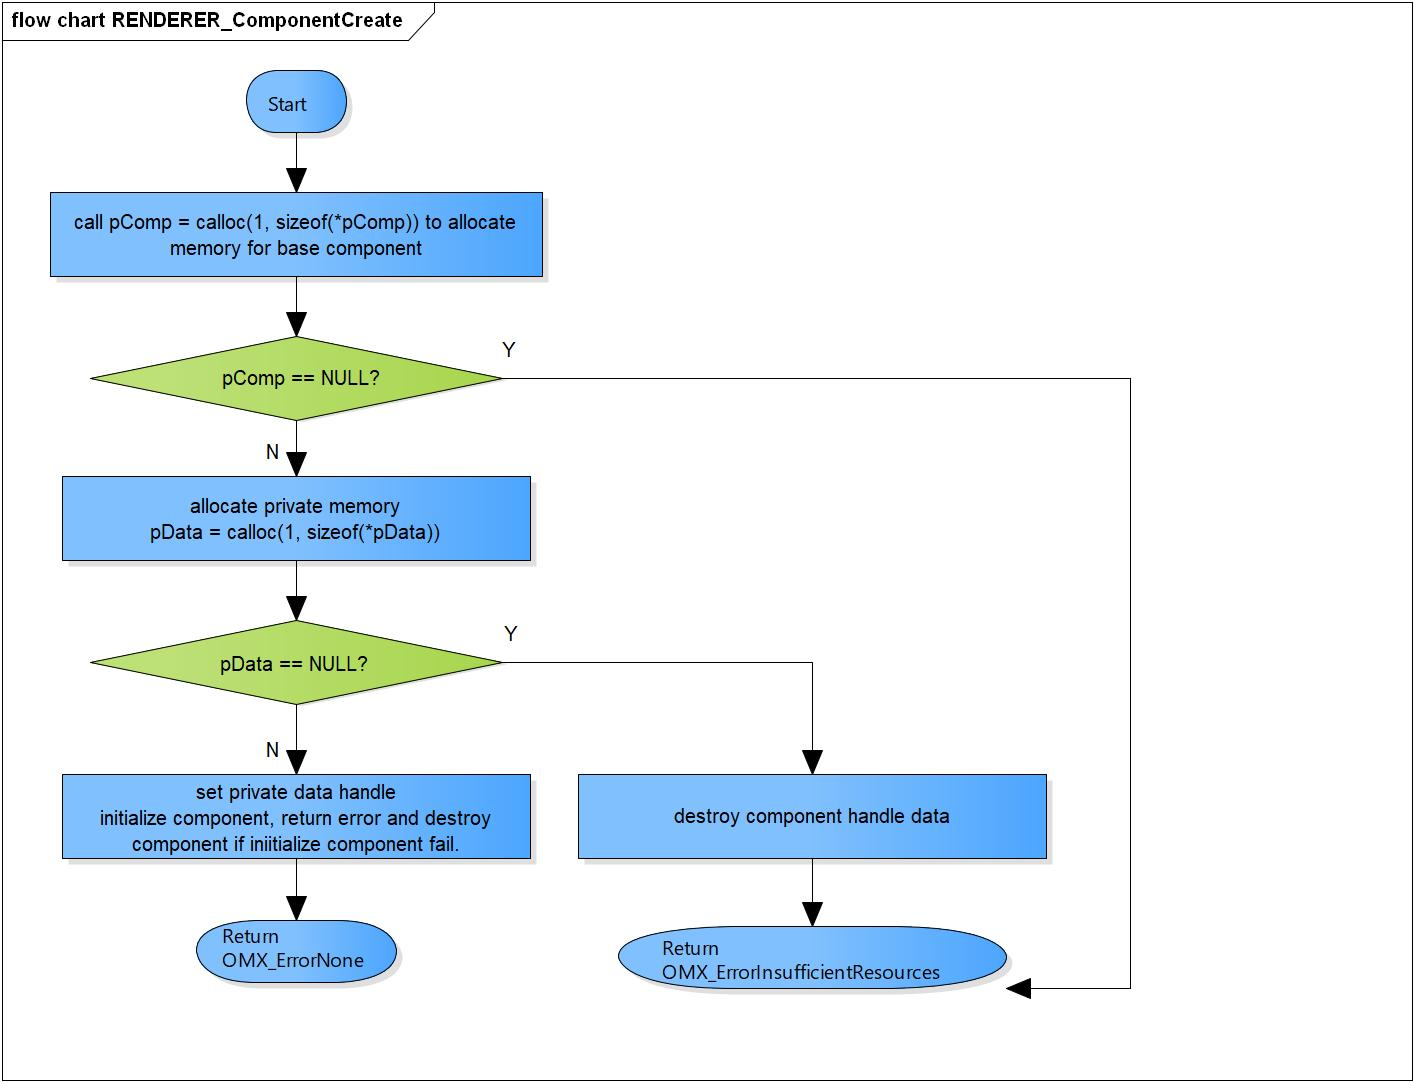 flow chart RENDERER_ComponentCreate
Start
call pComp = calloc(1, sizeof(*pComp)) to allocate
memory for base component
pComp == NULL?
Y
N
allocate private memory
pData = calloc(1, sizeof(*pData))
pData == NULL?
Y
N
set private data handle
initialize component, return error and destroy
component if iniitialize component fail.
destroy component handle data
Return
OMX_ErrorNone
Return
OMX_ErrorInsufficientResources